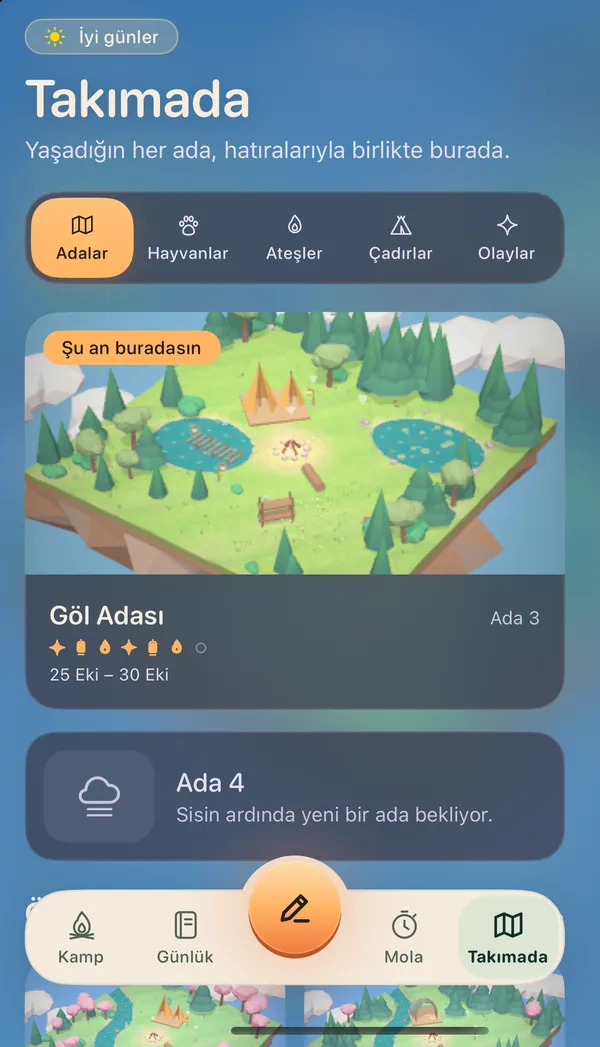 İyi günler
Takımada
Yaşadığın her ada, hatıralarıyla birlikte burada.
Adalar
Hayvanlar
Ateşler
Çadırlar
Olaylar
Şu an buradasın
Göl Adası
Ada 3
25 Eki – 30 Eki
Ada 4
Sisin ardında yeni bir ada bekliyor.
Kamp
Günlük
Mola
Takımada